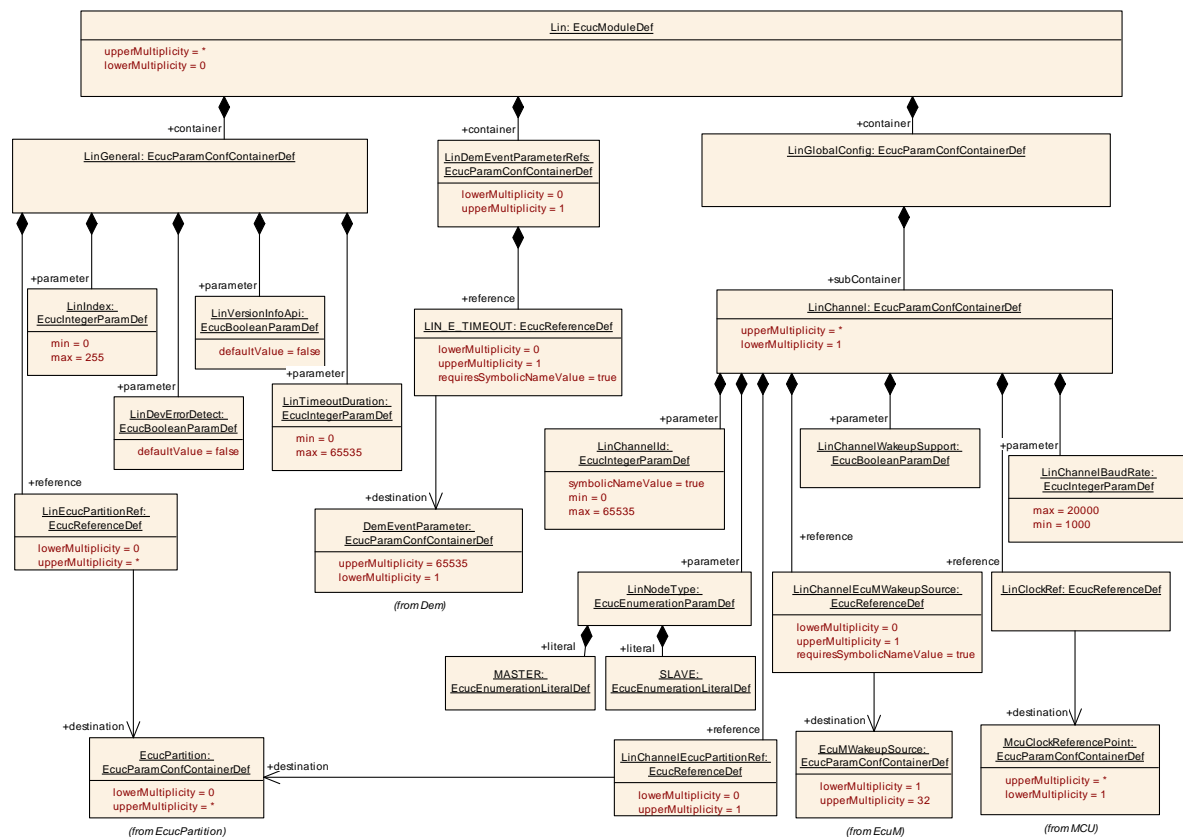 Lin: EcucModuleDef
upperMultiplicity = *
lowerMultiplicity = 0
+container
+container
+container
LinGeneral: EcucParamConfContainerDef
LinDemEventParameterRefs:
EcucParamConfContainerDef
lowerMultiplicity = 0
upperMultiplicity = 1
LinGlobalConfig: EcucParamConfContainerDef
+parameter
LinIndex:
EcucIntegerParamDef
min = 0
max = 255
+parameter
LinVersionInfoApi:
EcucBooleanParamDef
defaultValue = false
+reference
LIN_E_TIMEOUT: EcucReferenceDef
lowerMultiplicity = 0
upperMultiplicity = 1
requiresSymbolicNameValue = true
+subContainer
LinChannel: EcucParamConfContainerDef
upperMultiplicity = *
lowerMultiplicity = 1
+parameter
LinDevErrorDetect:
EcucBooleanParamDef
defaultValue = false
+parameter
LinTimeoutDuration:
EcucIntegerParamDef
min = 0
max = 65535
+parameter
LinChannelId:
EcucIntegerParamDef
symbolicNameValue = true
min = 0
max = 65535
+parameter
LinChannelWakeupSupport:
EcucBooleanParamDef
+parameter
LinChannelBaudRate:
EcucIntegerParamDef
max = 20000
min = 1000
+reference
LinEcucPartitionRef:
EcucReferenceDef
lowerMultiplicity = 0
upperMultiplicity = *
+destination
DemEventParameter:
EcucParamConfContainerDef
upperMultiplicity = 65535
lowerMultiplicity = 1
(from Dem)
+parameter
LinNodeType:
EcucEnumerationParamDef
+reference
LinChannelEcuMWakeupSource:
EcucReferenceDef
lowerMultiplicity = 0
upperMultiplicity = 1
requiresSymbolicNameValue = true
+reference
LinClockRef: EcucReferenceDef
+literal
+literal
MASTER:
EcucEnumerationLiteralDef
SLAVE:
EcucEnumerationLiteralDef
+destination
EcucPartition:
EcucParamConfContainerDef
lowerMultiplicity = 0
upperMultiplicity = *
(from EcucPartition)
+destination
+reference
LinChannelEcucPartitionRef:
EcucReferenceDef
lowerMultiplicity = 0
upperMultiplicity = 1
+destination
EcuMWakeupSource:
EcucParamConfContainerDef
lowerMultiplicity = 1
upperMultiplicity = 32
(from EcuM)
+destination
McuClockReferencePoint:
EcucParamConfContainerDef
upperMultiplicity = *
lowerMultiplicity = 1
(from MCU)